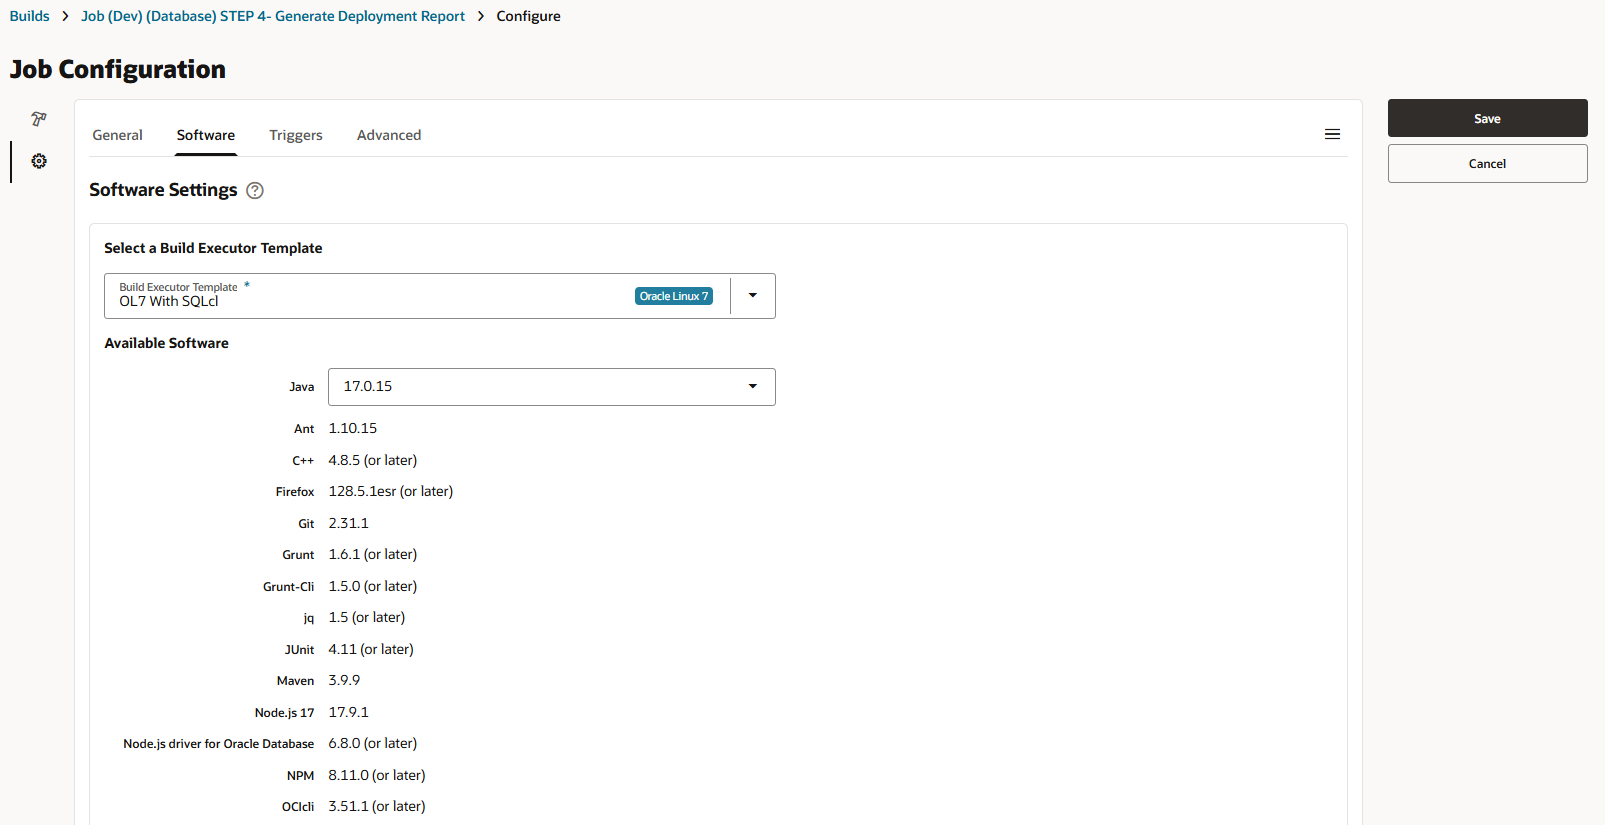 Builds > Job (Dev) (Database) STEP 4- Generate Deployment Report > Configure
Job Configuration
General Software Triggers Advanced
Save
Cancel
Software Settings ?
Select a Build Executor Template
Build Executor Template *
OL7 With SQLcl
Oracle Linux 7
Available Software
Java 17.0.15
Ant 1.10.15
C++ 4.8.5 (or later)
Firefox 128.5.1esr (or later)
Git 2.31.1
Grunt 1.6.1 (or later)
Grunt-Cli 1.5.0 (or later)
jq 1.5 (or later)
JUnit 4.11 (or later)
Maven 3.9.9
Node.js 17 17.9.1
Node.js driver for Oracle Database 6.8.0 (or later)
NPM 8.11.0 (or later)
OCIcli 3.51.1 (or later)